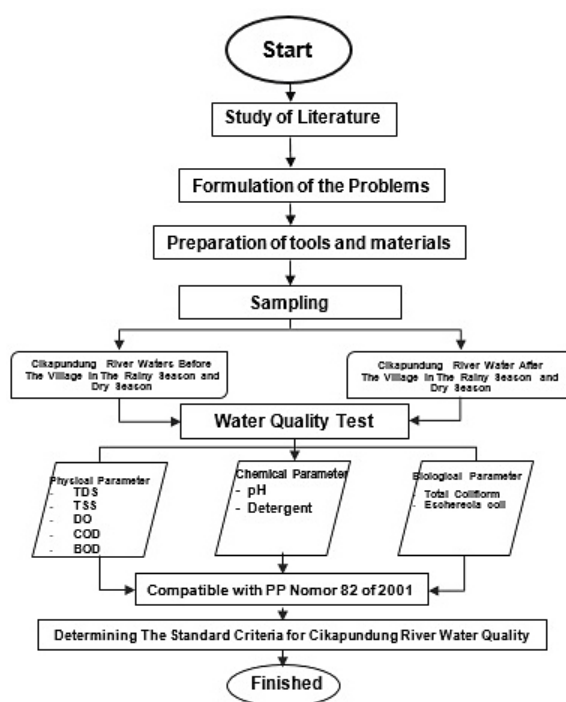 Start
Study of Literature
Formulation of the Problems
Preparation of tools and materials
Sampling
Cikapundung River Waters Before
The Village In The Rainy Season and
Dry Season
Cikapundung River Water After
The Village In The Rainy Season and
Dry Season
Water Quality Test
Physical Parameter
- TDS
- TSS
- DO
- COD
- BOD
Chemical Parameter
- pH
- Detergent
Biological Parameter
- Total Coliform
- Escherecia coli
Compatible with PP Nomor 82 of 2001
Determining The Standard Criteria for Cikapundung River Water Quality
Finished